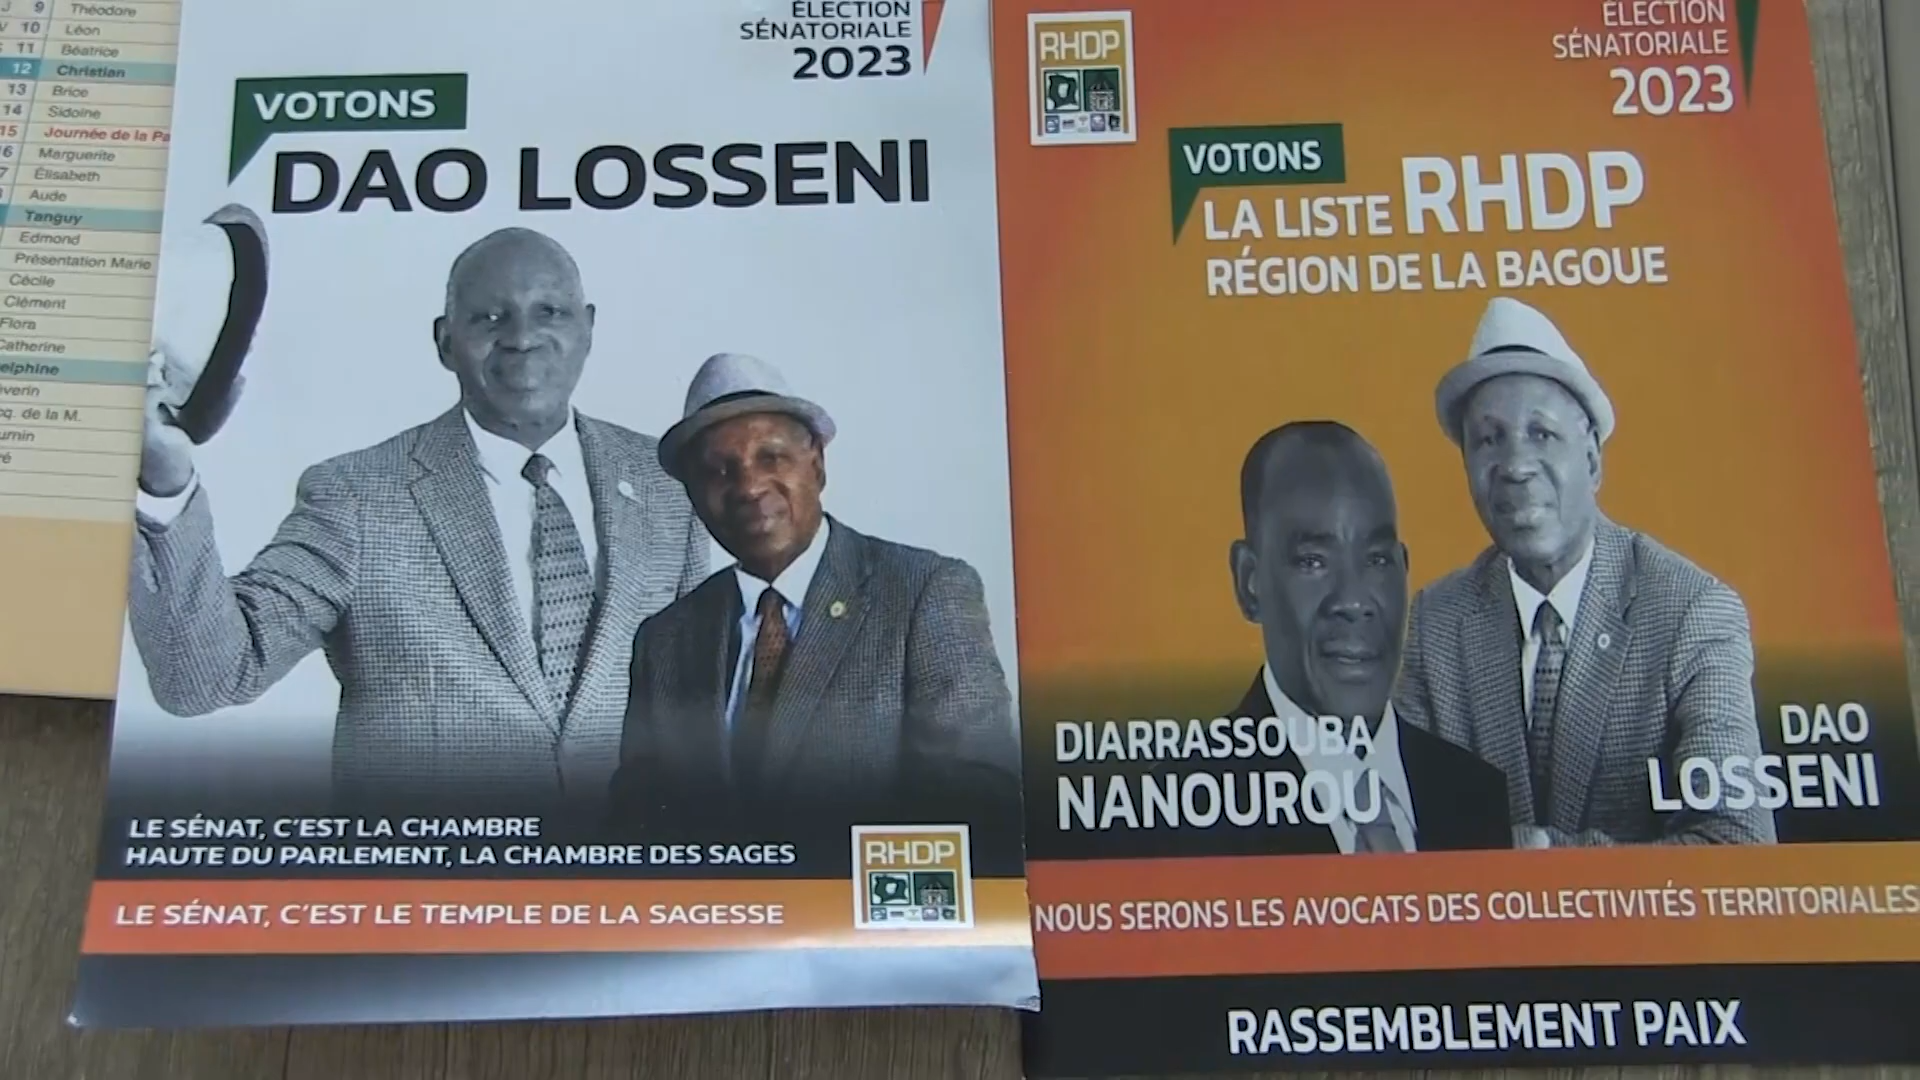 9 Théodore
10 Léon
11 Béatrice
12 Christian
13 Brice
14 Sidoine
15 Journée de la
Marguerite
Élisabeth
Aude
Tanguy
Edmond
Présentation Marie
Cécile
Clément
Flora
de la M.
ÉLECTION
SÉNATORIALE
2023
VOTONS
DAO LOSSENI
LE SÉNAT, C'EST LA CHAMBRE
HAUTE DU PARLEMENT, LA CHAMBRE DES SAGES
RHDP
LE SÉNAT, C'EST LE TEMPLE DE LA SAGESSE
RHDP
ÉLECTION
SÉNATORIALE
2023
VOTONS
LA LISTE RHDP
RÉGION DE LA BAGOUE
DIARRASSOUBA
NANOUROU
DAO
LOSSENI
NOUS SERONS LES AVOCATS DES COLLECTIVITÉS TERRITORIALES
RASSEMBLEMENT PAIX